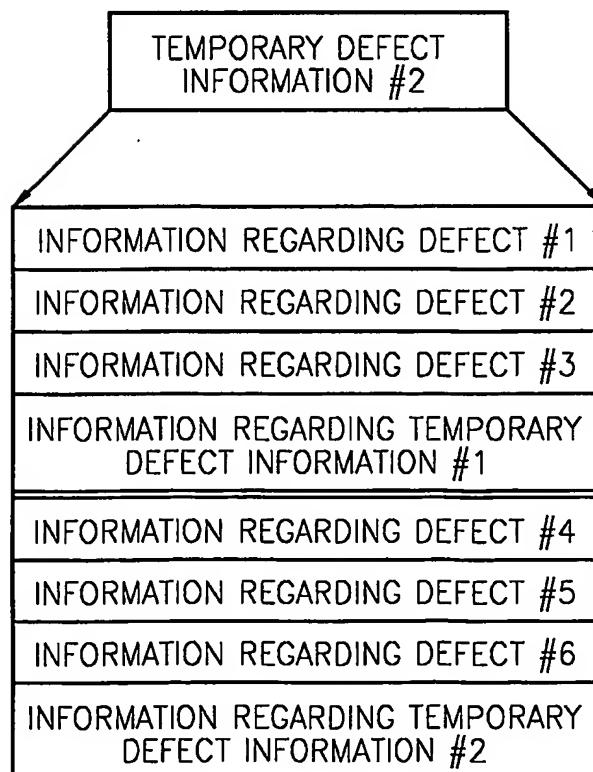 TEMPORARY DEFECT
INFORMATION #2
INFORMATION REGARDING DEFECT #1
INFORMATION REGARDING DEFECT #2
INFORMATION REGARDING DEFECT #3
INFORMATION REGARDING TEMPORARY
DEFECT INFORMATION #1
INFORMATION REGARDING DEFECT #4
INFORMATION REGARDING DEFECT #5
INFORMATION REGARDING DEFECT #6
INFORMATION REGARDING TEMPORARY
DEFECT INFORMATION #2